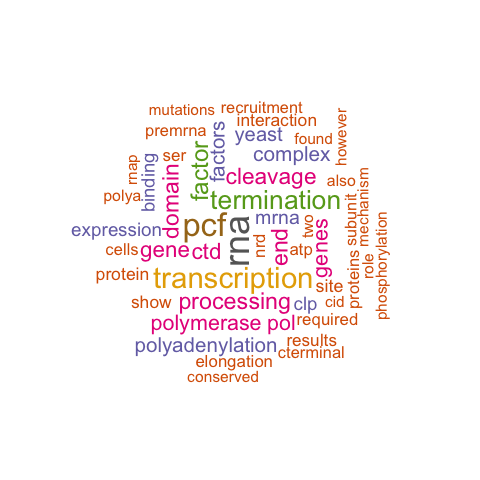 mutations
recruitment
interaction
premrna
yeast
found
however
factors
factor
ser
complex
rnap
binding
domain
cleavage
also
polya
termination
mechanism
expression
pcf
rna
mrna
two
subunit
cells
gene
ctd
nrd
end
atp
genes
protein
transcription
site
role
proteins
phosphorylation
show
processing
clp
cid
polymerase
pol
required
polyadenylation
results
cterminal
elongation
conserved